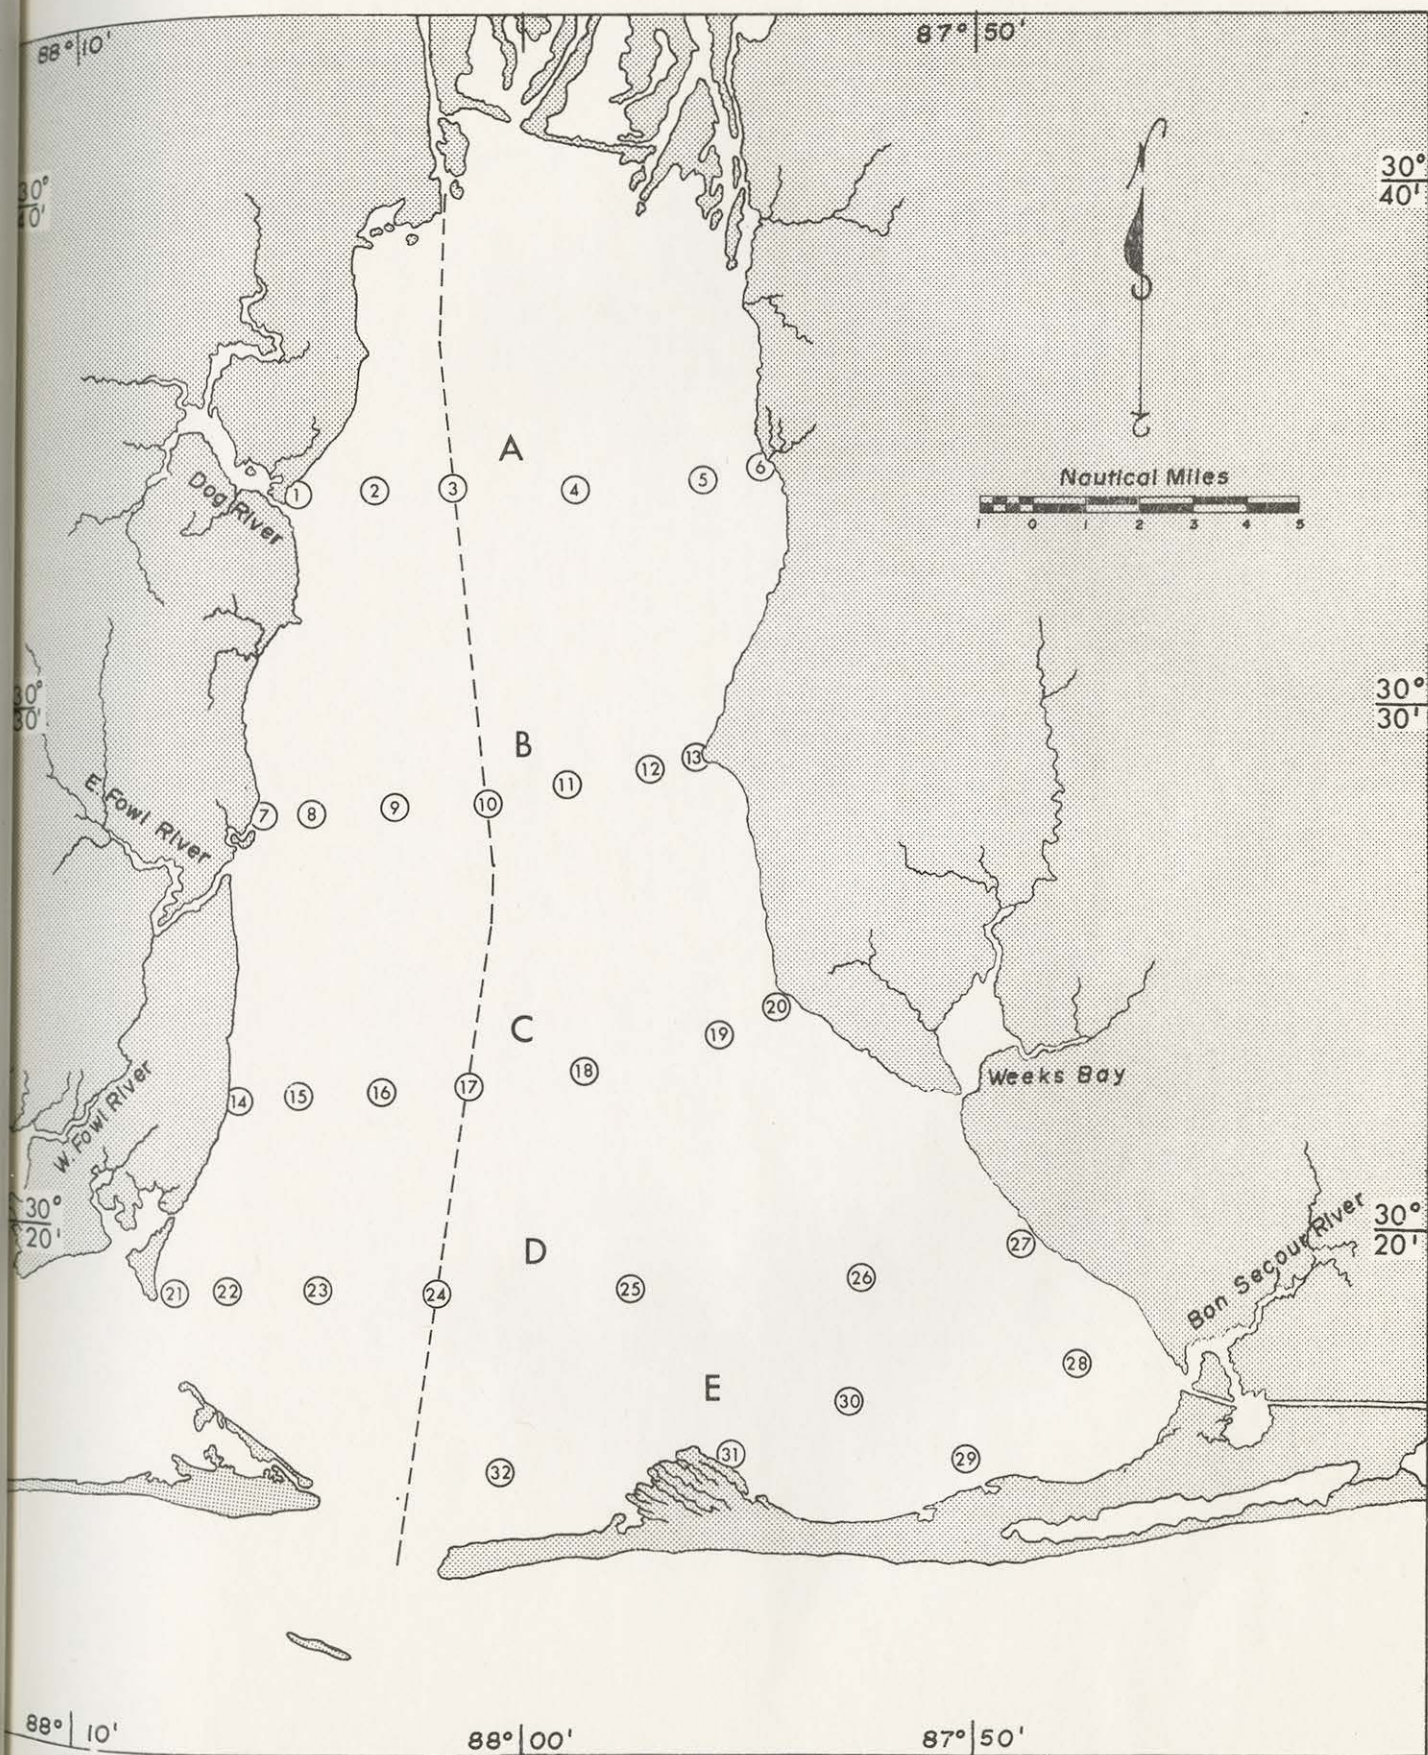 88° 10'
87° 50'
30°
40'
30°
40'
A
Nautical Miles
1 0 1 2 3 4 5
1 2 3 4 5 6
Dog River
30°
30'
30°
30'
B
7 8 9 10 11 12 13
E. Fowl River
C
14 15 16 17 18 19 20
Weeks Bay
W. Fowl River
30°
20'
30°
20'
D
21 22 23 24 25 26 27
Bon Secour River
28
E
30
31
29
32
88° 10'
88° 00'
87° 50'